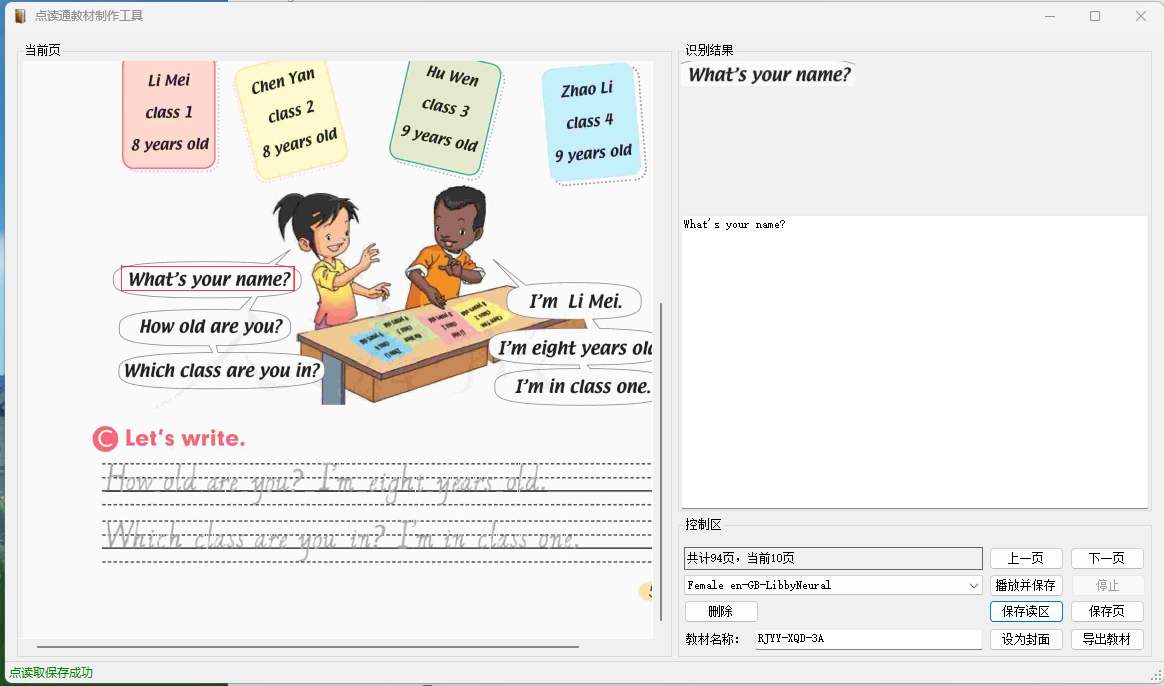 点读通教材制作工具
当前页
Li Mei
class 1
8 years old
Chen Yan
class 2
8 years old
Hu Wen
class 3
9 years old
Zhao Li
class 4
9 years old
What's your name?
How old are you?
Which class are you in?
I'm Li Mei.
I'm eight years old
I'm in class one.
C Let's write.
How old are you? I'm eight years old.
Which class are you in? I'm in class one.
识别结果
What's your name?
What's your name?
控制区
共计94页，当前10页
上一页
下一页
Female en-GB-LibbyNeural
播放并保存
停止
删除
保存读区
保存页
教材名称：
RJYY-XQD-3A
设为封面
导出教材
点读取保存成功